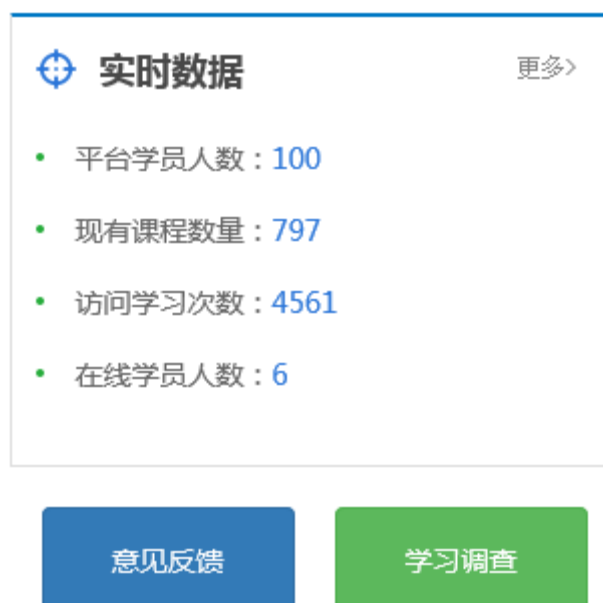 实时数据 更多>
平台学员人数：100
现有课程数量：797
访问学习次数：4561
在线学员人数：6
意见反馈 学习调查